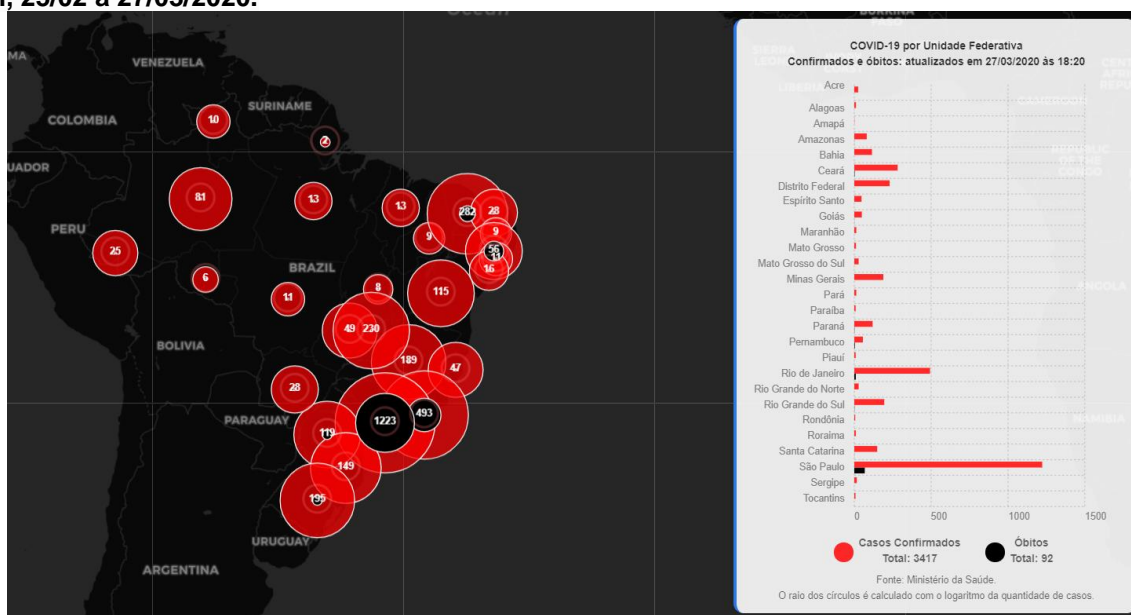 , 25/02 a 27/03/2020.
Ocean
VENEZUELA
SURINAME
COLOMBIA
UADOR
PERU
BRAZIL
BOLIVIA
PARAGUAY
URUGUAY
ARGENTINA
10
2
81
13
13
282
28
9
9
56
11
16
25
6
11
8
115
49
230
189
47
28
1223
493
119
149
195
COVID-19 por Unidade Federativa
Confirmados e óbitos: atualizados em 27/03/2020 às 18:20
Acre
Alagoas
Amapá
Amazonas
Bahia
Ceará
Distrito Federal
Espírito Santo
Goiás
Maranhão
Mato Grosso
Mato Grosso do Sul
Minas Gerais
Pará
Paraíba
Paraná
Pernambuco
Piauí
Rio de Janeiro
Rio Grande do Norte
Rio Grande do Sul
Rondônia
Roraima
Santa Catarina
São Paulo
Sergipe
Tocantins
0 500 1000 1500
Casos Confirmados Óbitos
Total: 3417 Total: 92
Fonte: Ministério da Saúde.
O raio dos círculos é calculado com o logaritmo da quantidade de casos.